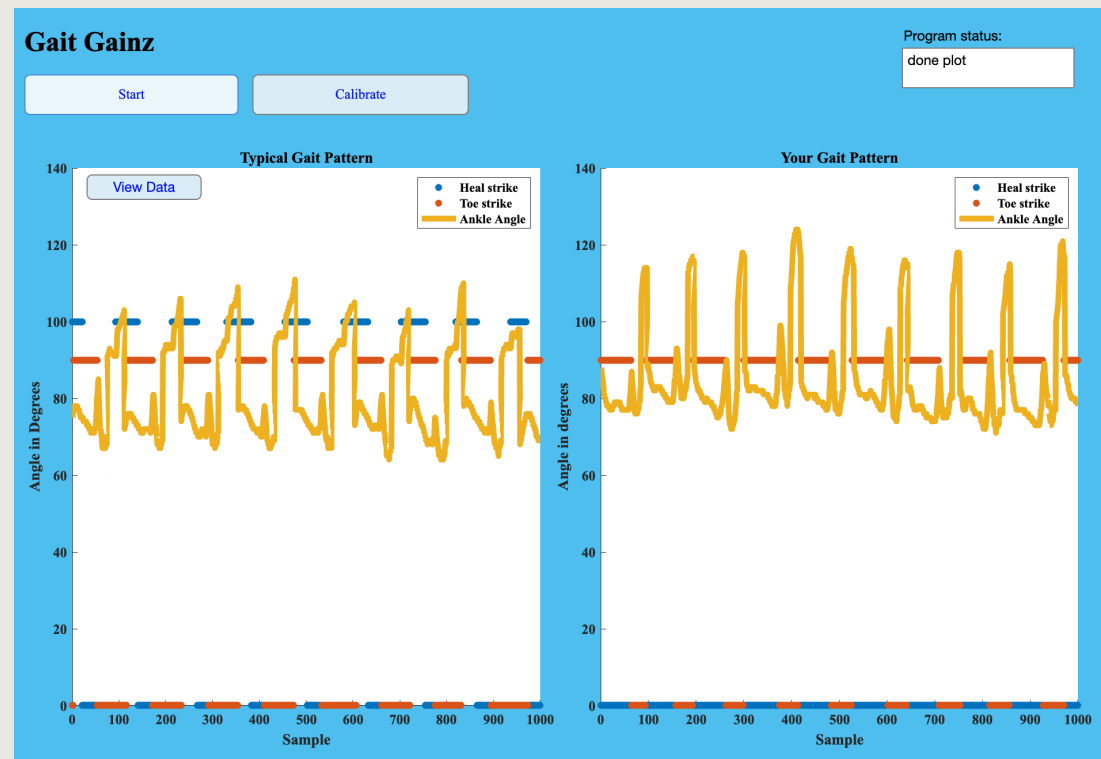 Gait Gainz
Program status:
done plot
Start
Calibrate
Typical Gait Pattern
140
120
100
80
60
40
20
0
View Data
Heal strike
Toe strike
Ankle Angle
Angle in Degrees
0 100 200 300 400 500 600 700 800 900 1000
Sample
Your Gait Pattern
140
120
100
80
60
40
20
0
Heal strike
Toe strike
Ankle Angle
Angle in degrees
0 100 200 300 400 500 600 700 800 900 1000
Sample